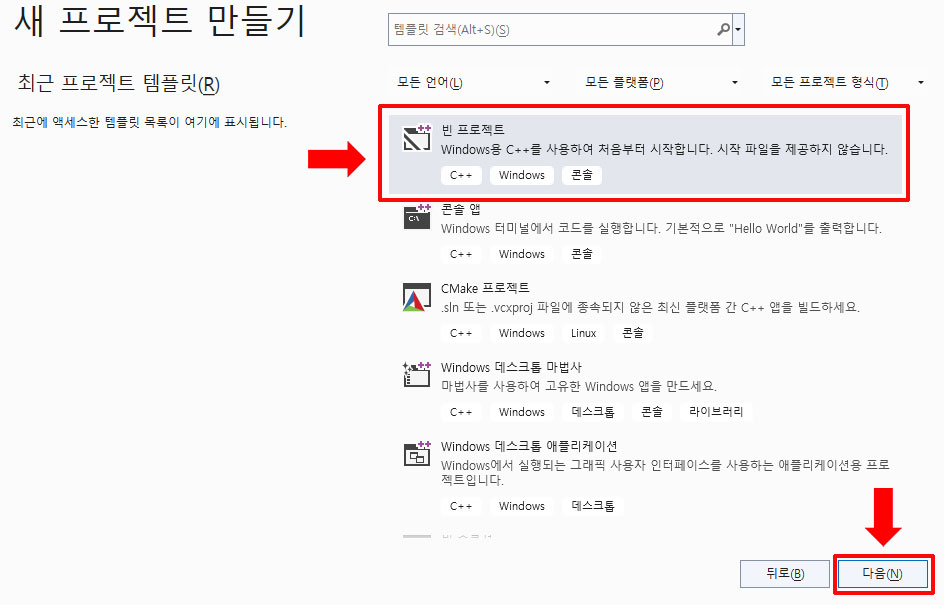 새 프로젝트 만들기
템플릿 검색(Alt+S)(S)
최근 프로젝트 템플릿(R)
최근에 액세스한 템플릿 목록이 여기에 표시됩니다.
모든 언어(L) 모든 플랫폼(P) 모든 프로젝트 형식(T)
빈 프로젝트
Windows용 C++를 사용하여 처음부터 시작합니다. 시작 파일을 제공하지 않습니다.
C++ Windows 콘솔
콘솔 앱
C:\
Windows 터미널에서 코드를 실행합니다. 기본적으로 "Hello World"를 출력합니다.
C++ Windows 콘솔
CMake 프로젝트
.sln 또는 .vcxproj 파일에 종속되지 않은 최신 플랫폼 간 C++ 앱을 빌드하세요.
C++ Windows Linux 콘솔
Windows 데스크톱 마법사
마법사를 사용하여 고유한 Windows 앱을 만드세요.
C++ Windows 데스크톱 콘솔 라이브러리
Windows 데스크톱 애플리케이션
Windows에서 실행되는 그래픽 사용자 인터페이스를 사용하는 애플리케이션용 프로
젝트입니다.
C++ Windows 데스크톱
뒤로(B) 다음(N)